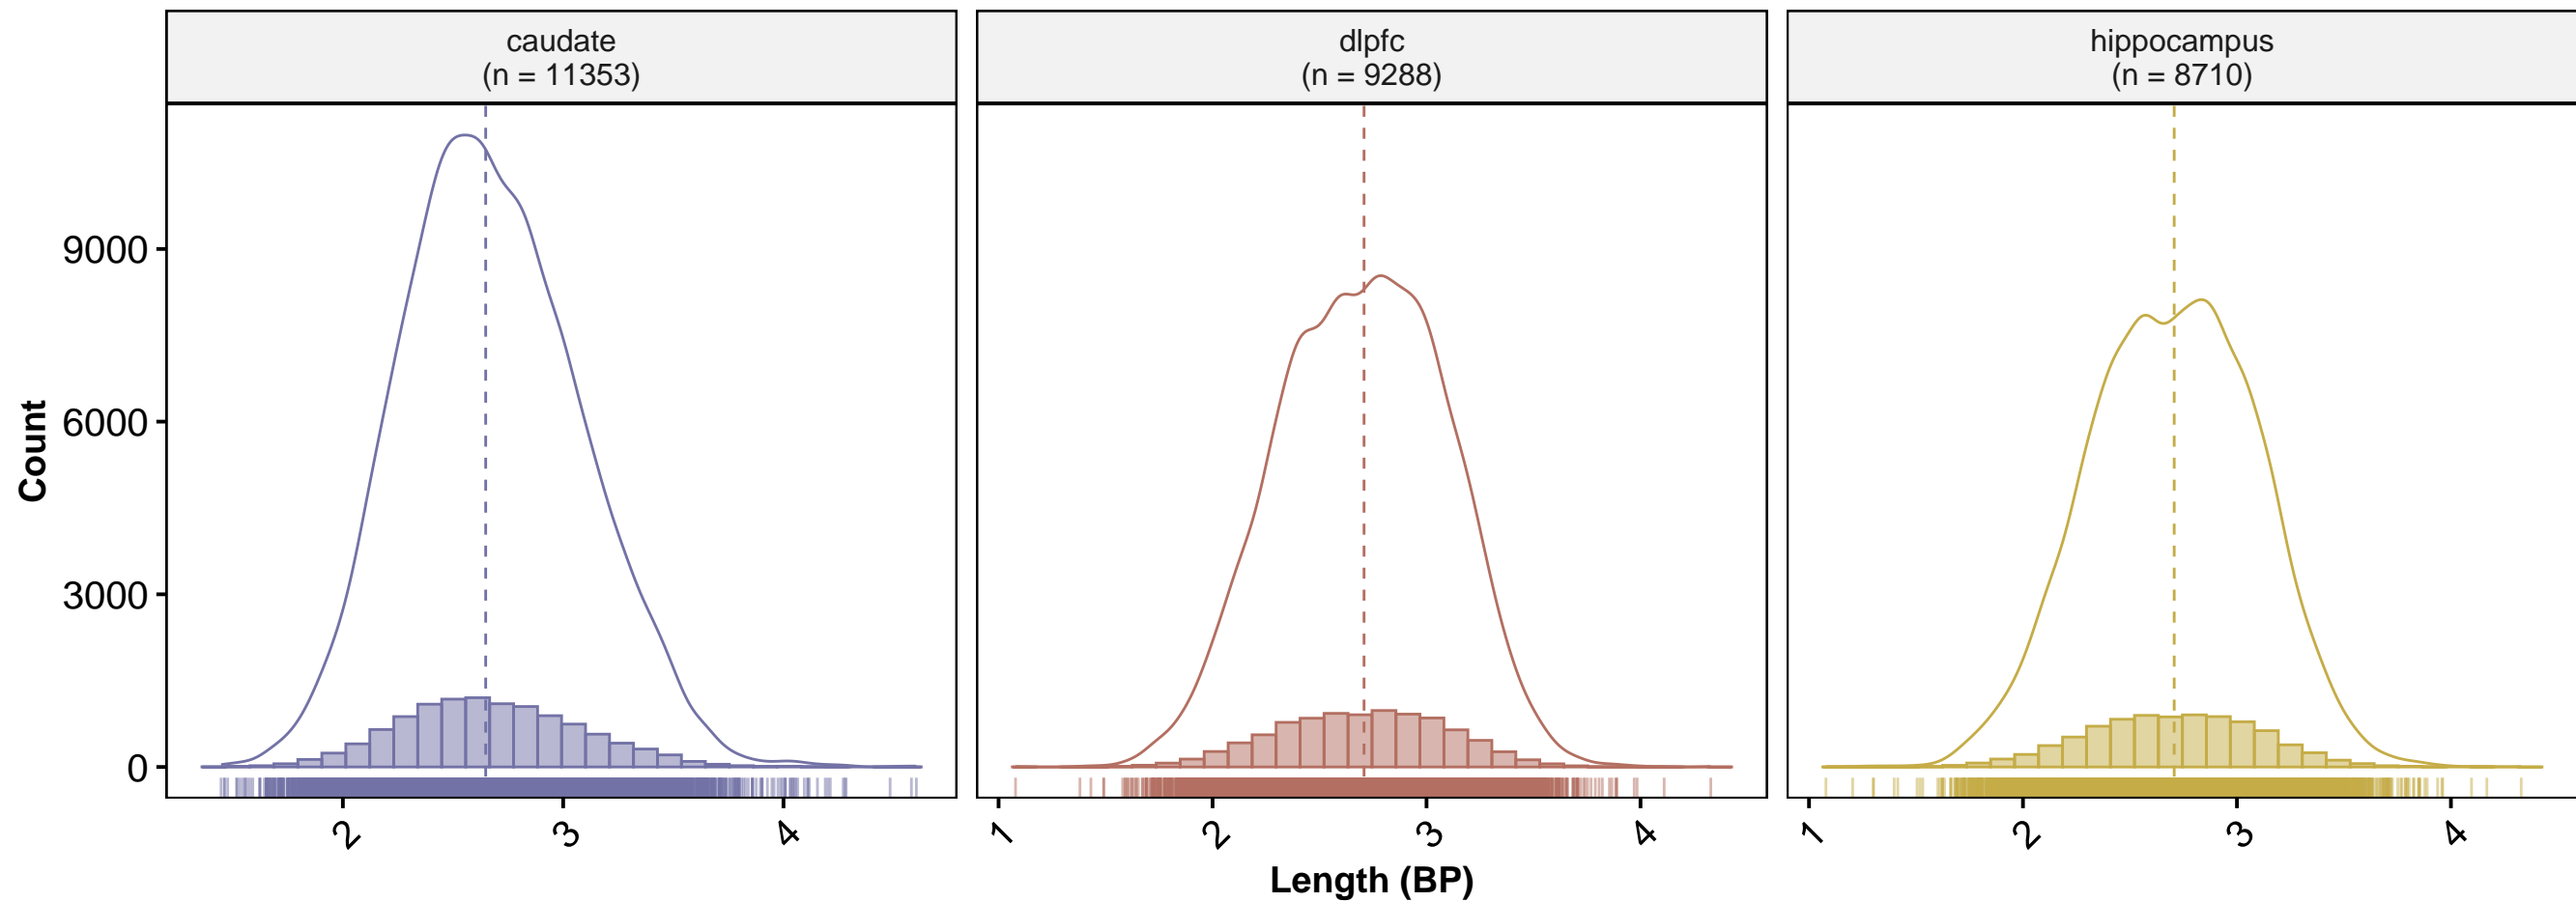 caudate
(n = 11353)
dlpfc
(n = 9288)
hippocampus
(n = 8710)
Count
9000
6000
3000
0
2 3 4
1 2 3 4
1 2 3 4
Length (BP)